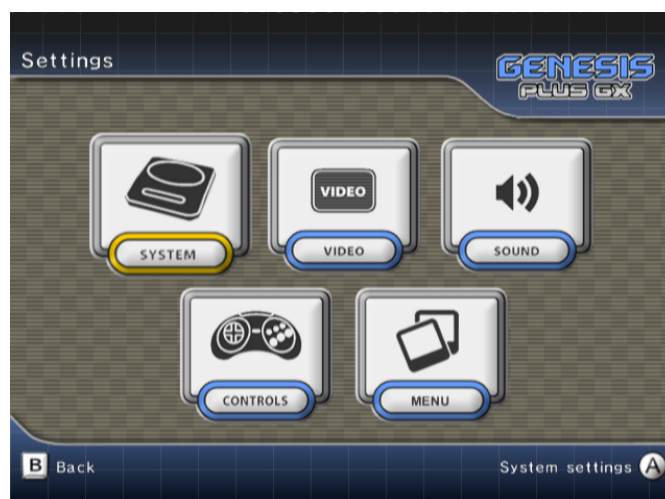 Settings
GENESIS
PLUS GX
VIDEO
SYSTEM
VIDEO
SOUND
CONTROLS
MENU
B Back
System settings A